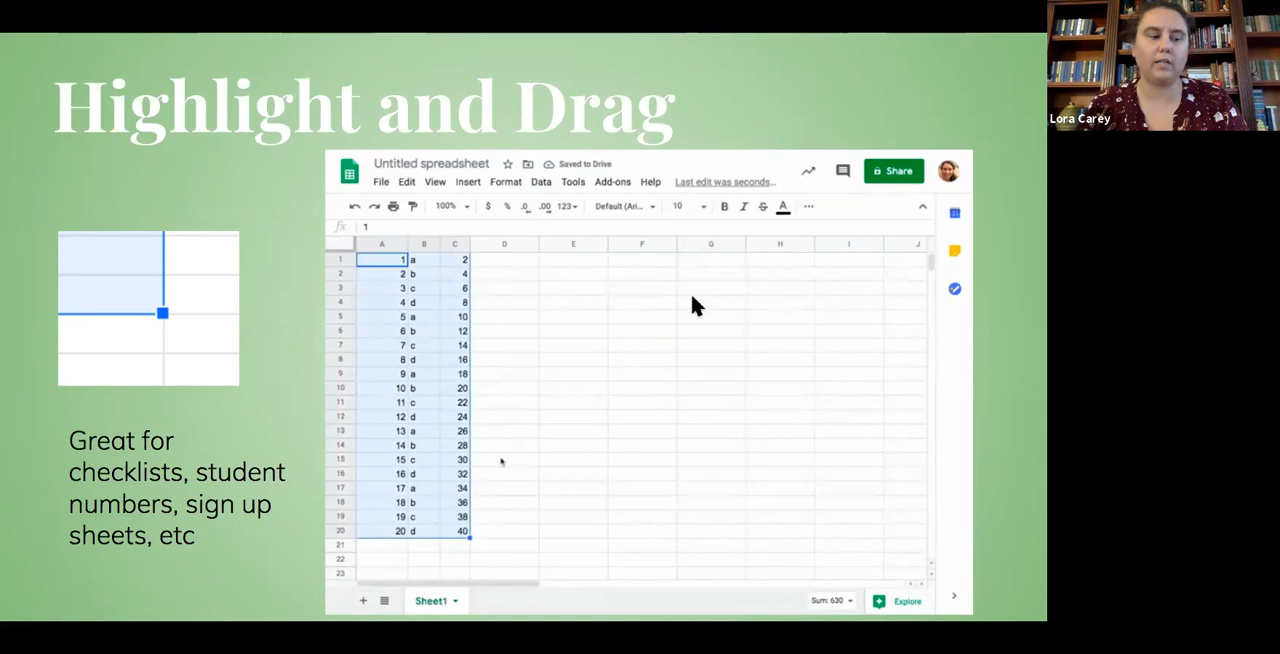 Highlight and Drag
Lora Carey
Untitled spreadsheet
Saved to Drive
File Edit View Insert Format Data Tools Add-ons Help Last edit was seconds...
Share
100% $ % .0 .00 123 Default (Ari... 10 B I S A ...
fx 1
A B C D E F G H I J
1 1 a 2
2 2 b 4
3 3 c 6
4 4 d 8
5 5 a 10
6 6 b 12
7 7 c 14
8 8 d 16
9 9 a 18
10 10 b 20
11 11 c 22
12 12 d 24
13 13 a 26
14 14 b 28
15 15 c 30
16 16 d 32
17 17 a 34
18 18 b 36
19 19 c 38
20 20 d 40
21
22
23
Sheet1
Sum: 630
Explore
Great for
checklists, student
numbers, sign up
sheets, etc